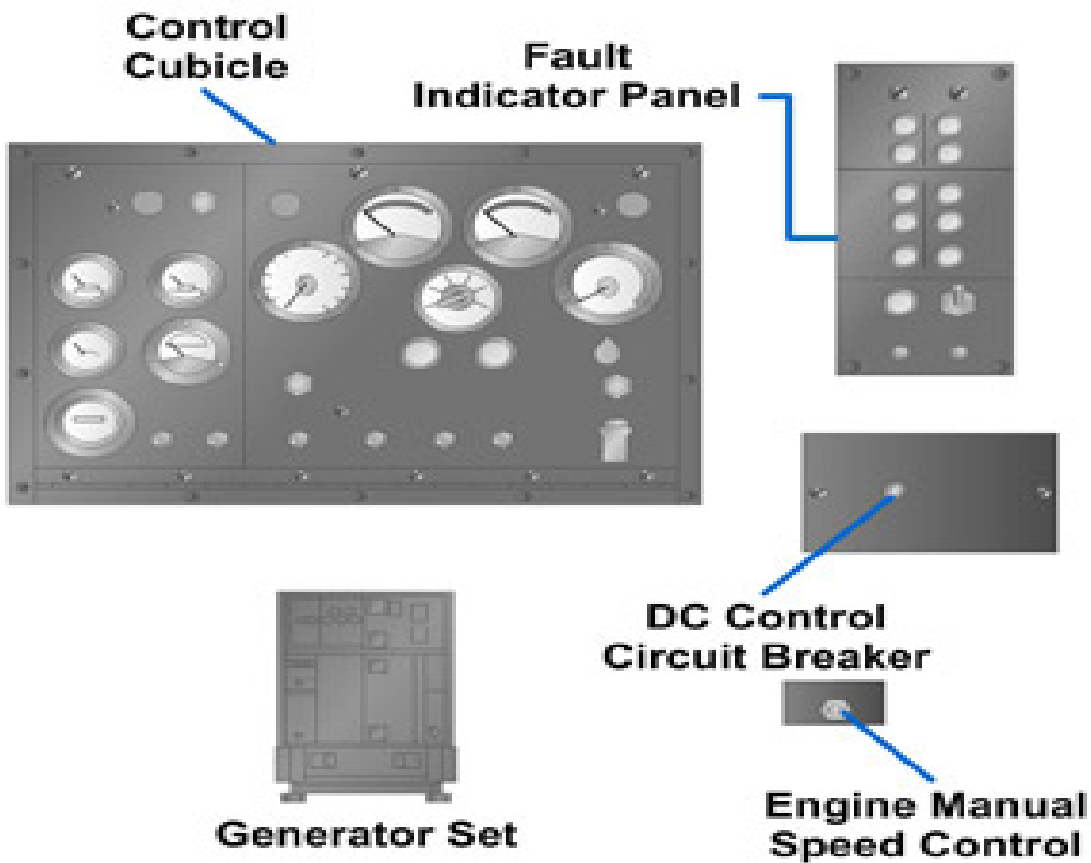 Control
Cubicle
Fault
Indicator Panel
DC Control
Circuit Breaker
Generator Set
Engine Manual
Speed Control